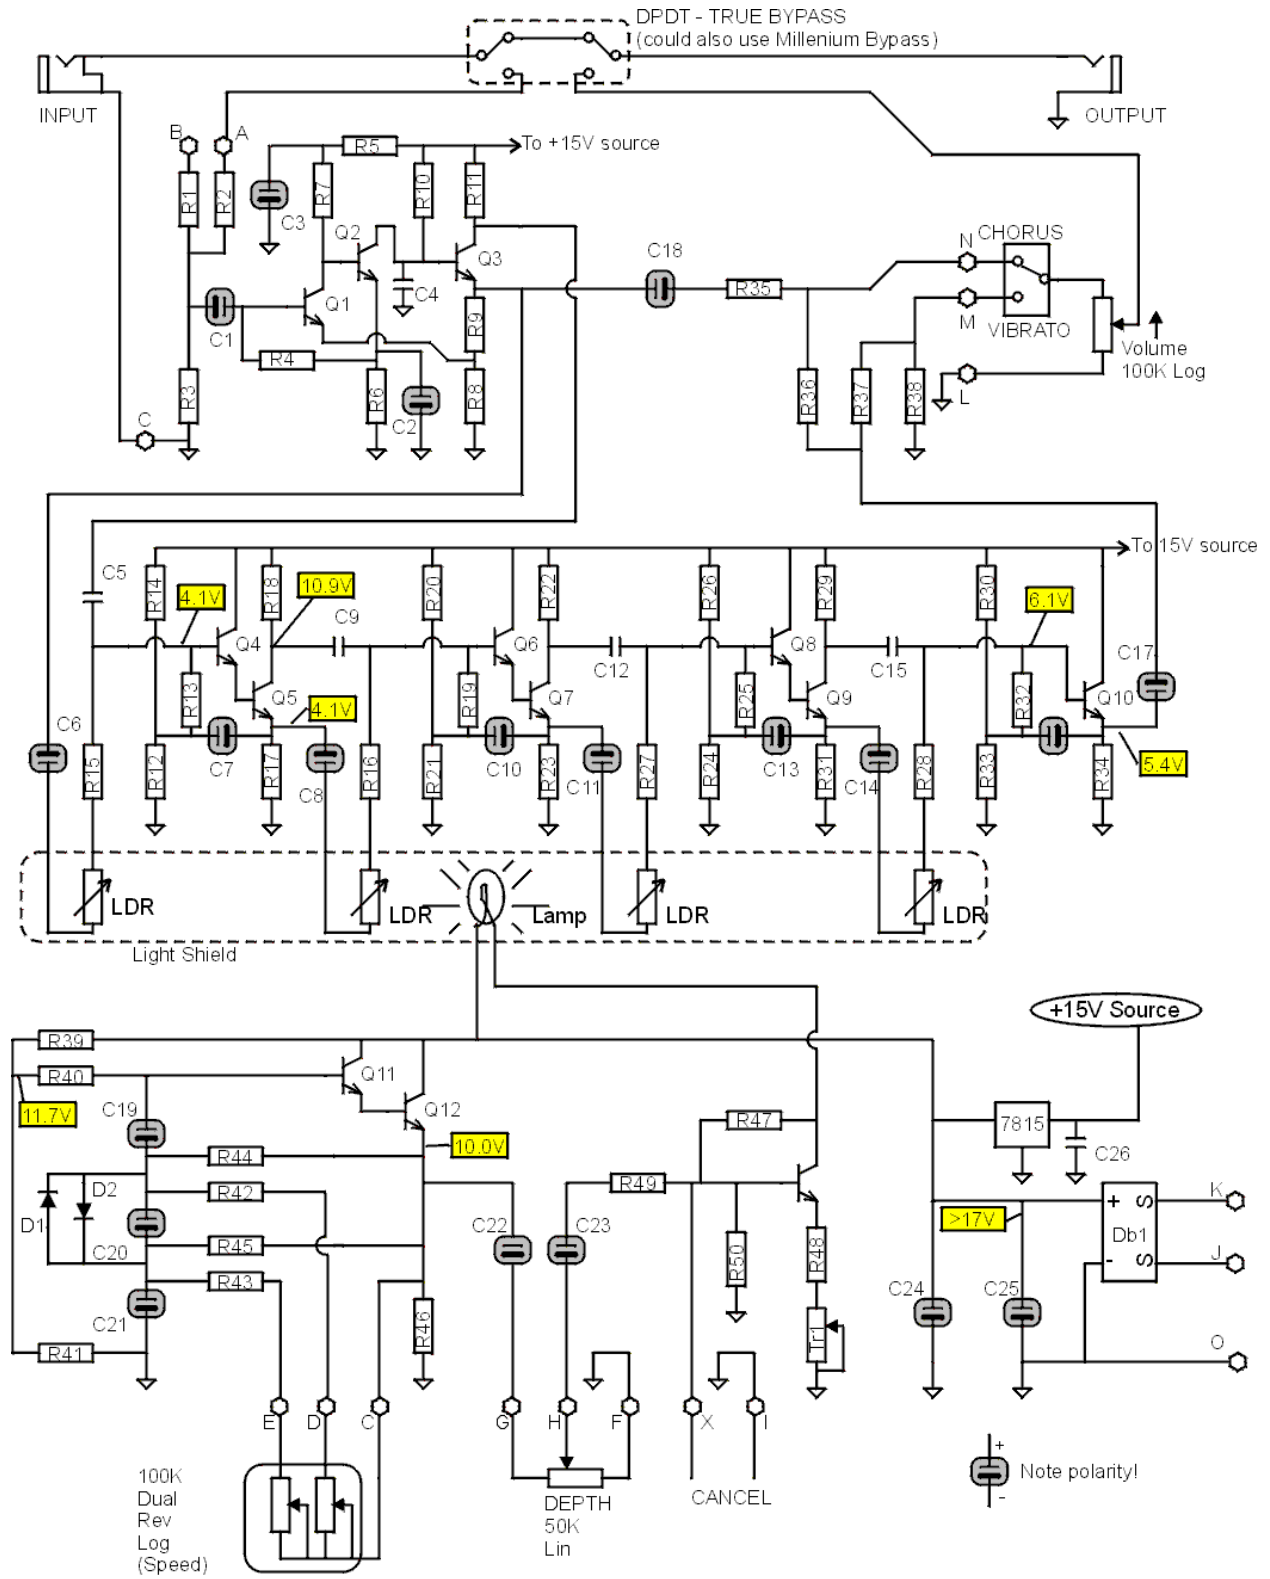 DPDT - TRUE BYPASS
(could also use Millenium Bypass)
INPUT
OUTPUT
B
A
R5
To +15V source
R1
R2
C3
R7
R10
R11
Q2
Q3
C4
Q1
C1
R4
R9
R3
R6
C2
R8
C
C18
R35
N
CHORUS
M
VIBRATO
Volume
100K Log
L
R36
R37
R38
To 15V source
C5
R14
4.1V
R18
10.9V
C9
R20
R22
R26
R29
R30
6.1V
Q4
Q6
C12
Q8
C15
C17
R13
Q5
4.1V
R19
Q7
R25
Q9
R32
Q10
C6
R15
R12
C7
R17
C8
R16
R21
C10
R23
C11
R27
R24
C13
R31
C14
R28
R33
R34
5.4V
LDR
LDR
Lamp
LDR
LDR
Light Shield
+15V Source
R39
R40
Q11
11.7V
C19
Q12
10.0V
R47
7815
C26
R44
R49
D2
R42
D1
C20
R45
C22
C23
R50
R48
>17V
+
S
K
Db1
-
S
J
R43
C21
R46
Tr1
C24
C25
O
R41
E
D
C
G
H
F
X
I
100K
Dual
Rev
Log
(Speed)
DEPTH
50K
Lin
CANCEL
+
Note polarity!
-